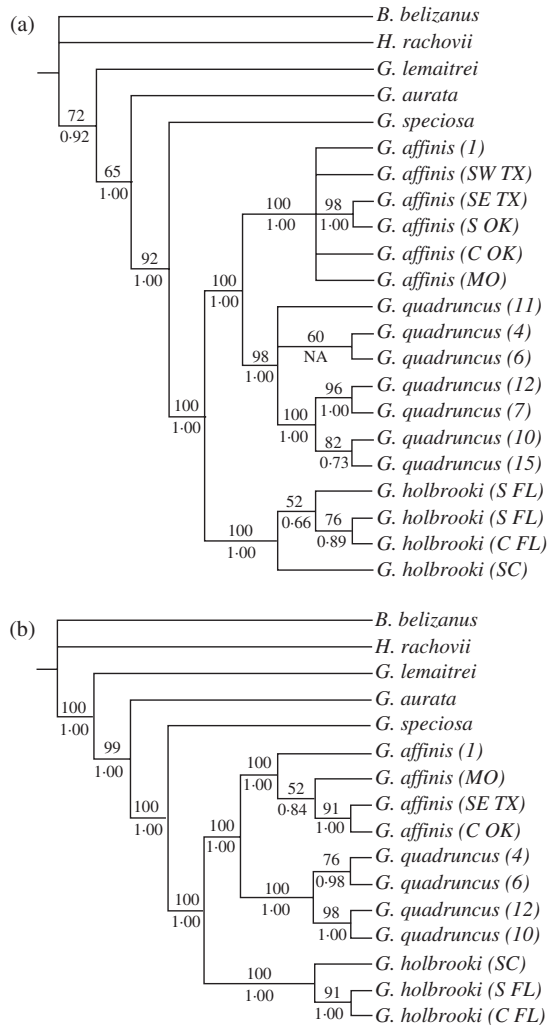 (a)
B. belizanus
H. rachovii
G. lemaitrei
72
0·92
G. aurata
65
1·00
G. speciosa
92
1·00
G. affinis (1)
G. affinis (SW TX)
100
1·00
98
1·00
G. affinis (SE TX)
G. affinis (S OK)
G. affinis (C OK)
G. affinis (MO)
100
1·00
G. quadruncus (11)
98
1·00
60
NA
G. quadruncus (4)
G. quadruncus (6)
96
1·00
G. quadruncus (12)
G. quadruncus (7)
100
1·00
100
1·00
82
0·73
G. quadruncus (10)
G. quadruncus (15)
52
0·66
G. holbrooki (S FL)
76
0·89
G. holbrooki (S FL)
G. holbrooki (C FL)
100
1·00
G. holbrooki (SC)
(b)
B. belizanus
H. rachovii
G. lemaitrei
100
1·00
G. aurata
99
1·00
G. speciosa
100
1·00
G. affinis (1)
100
1·00
G. affinis (MO)
52
0·84
91
1·00
G. affinis (SE TX)
G. affinis (C OK)
100
1·00
76
0·98
G. quadruncus (4)
G. quadruncus (6)
100
1·00
98
1·00
G. quadruncus (12)
G. quadruncus (10)
100
1·00
100
1·00
G. holbrooki (SC)
91
1·00
G. holbrooki (S FL)
G. holbrooki (C FL)